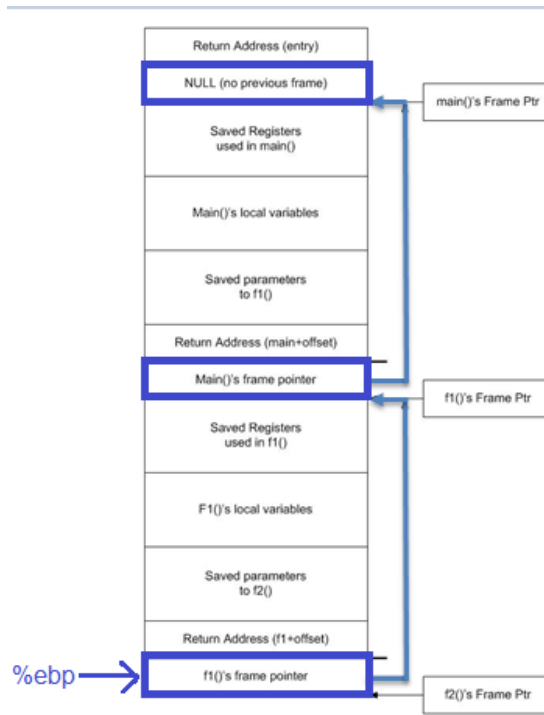 Return Address (entry)
NULL (no previous frame)
main()'s Frame Ptr
Saved Registers
used in main()
Main()'s local variables
Saved parameters
to f1()
Return Address (main+offset)
Main()'s frame pointer
f1()'s Frame Ptr
Saved Registers
used in f1()
F1()'s local variables
Saved parameters
to f2()
Return Address (f1+offset)
%ebp
f1()'s frame pointer
f2()'s Frame Ptr